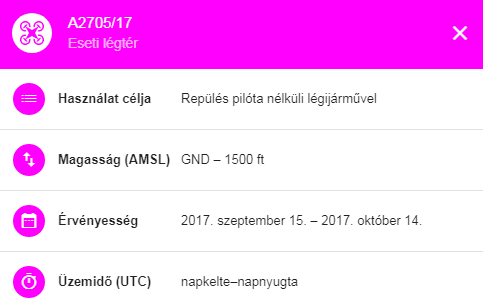 A2705/17
Eseti légtér
Használat célja Repülés pilóta nélküli légijárművel
Magasság (AMSL) GND – 1500 ft
Érvényesség 2017. szeptember 15. – 2017. október 14.
Üzemidő (UTC) napkelte–napnyugta